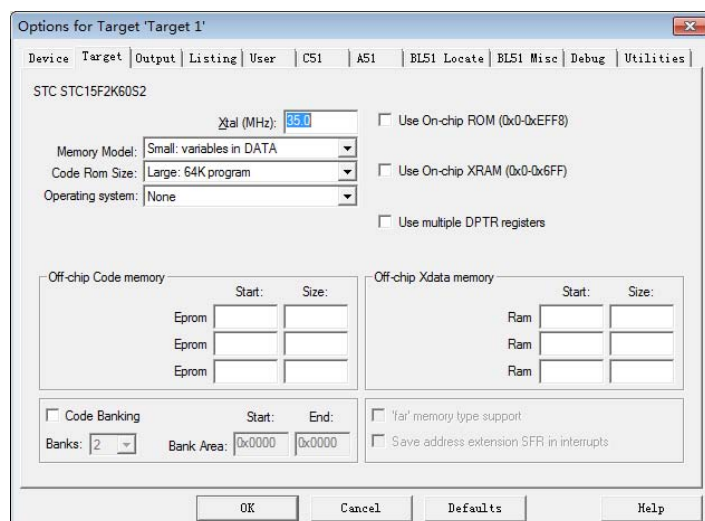 Options for Target 'Target 1'
Device Target Output Listing User C51 A51 BL51 Locate BL51 Misc Debug Utilities
STC STC15F2K60S2
Xtal (MHz): 35.0
Use On-chip ROM (0x0-0xEFF8)
Memory Model: Small: variables in DATA
Code Rom Size: Large: 64K program
Use On-chip XRAM (0x0-0x6FF)
Operating system: None
Use multiple DPTR registers
Off-chip Code memory
Start: Size:
Eprom
Eprom
Eprom
Off-chip Xdata memory
Start: Size:
Ram
Ram
Ram
Code Banking Start: End:
Banks: 2 Bank Area: 0x0000 0x0000
'far' memory type support
Save address extension SFR in interrupts
OK Cancel Defaults Help